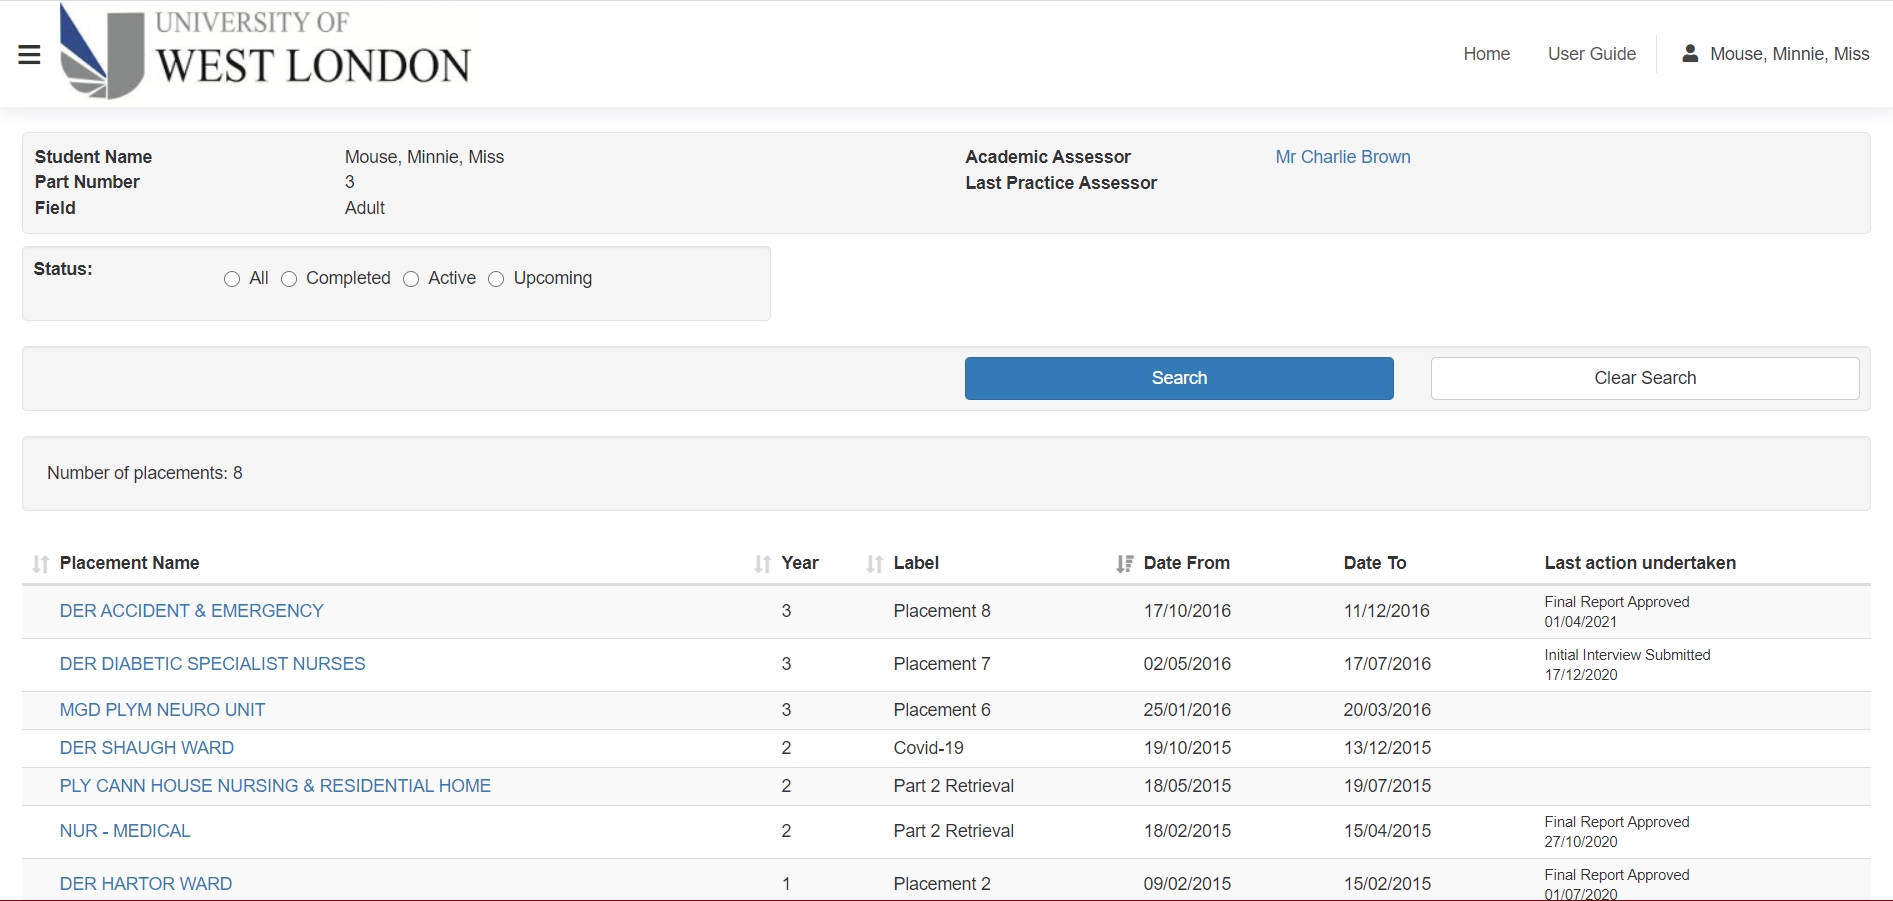 UNIVERSITY OF
WEST LONDON
Home User Guide Mouse, Minnie, Miss
Student Name Mouse, Minnie, Miss Academic Assessor Mr Charlie Brown
Part Number 3 Last Practice Assessor
Field Adult
Status: All Completed Active Upcoming
Search Clear Search
Number of placements: 8
Placement Name Year Label Date From Date To Last action undertaken
DER ACCIDENT & EMERGENCY 3 Placement 8 17/10/2016 11/12/2016 Final Report Approved
01/04/2021
DER DIABETIC SPECIALIST NURSES 3 Placement 7 02/05/2016 17/07/2016 Initial Interview Submitted
17/12/2020
MGD PLYM NEURO UNIT 3 Placement 6 25/01/2016 20/03/2016
DER SHAUGH WARD 2 Covid-19 19/10/2015 13/12/2015
PLY CANN HOUSE NURSING & RESIDENTIAL HOME 2 Part 2 Retrieval 18/05/2015 19/07/2015
NUR - MEDICAL 2 Part 2 Retrieval 18/02/2015 15/04/2015 Final Report Approved
27/10/2020
DER HARTOR WARD 1 Placement 2 09/02/2015 15/02/2015 Final Report Approved
01/07/2020